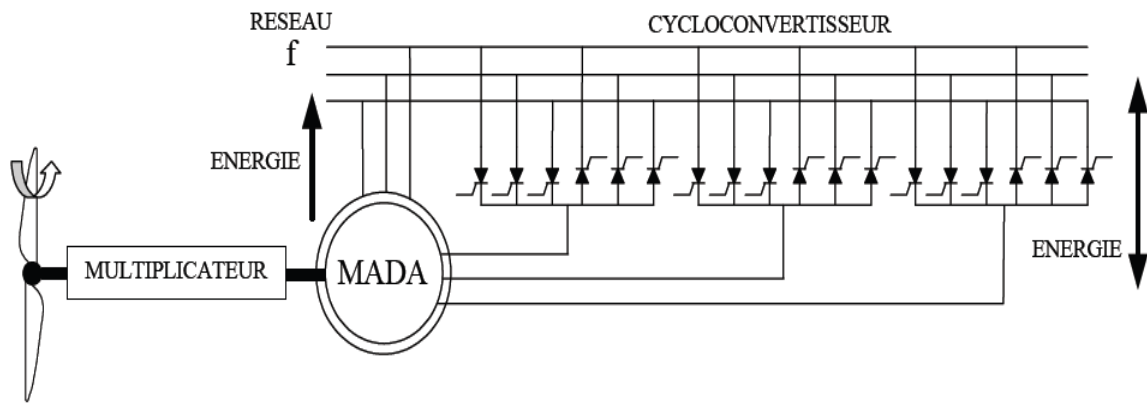 RESEAU
f
CYCLOCONVERTISSEUR
ENERGIE
ENERGIE
MULTIPLICATEUR
MADA